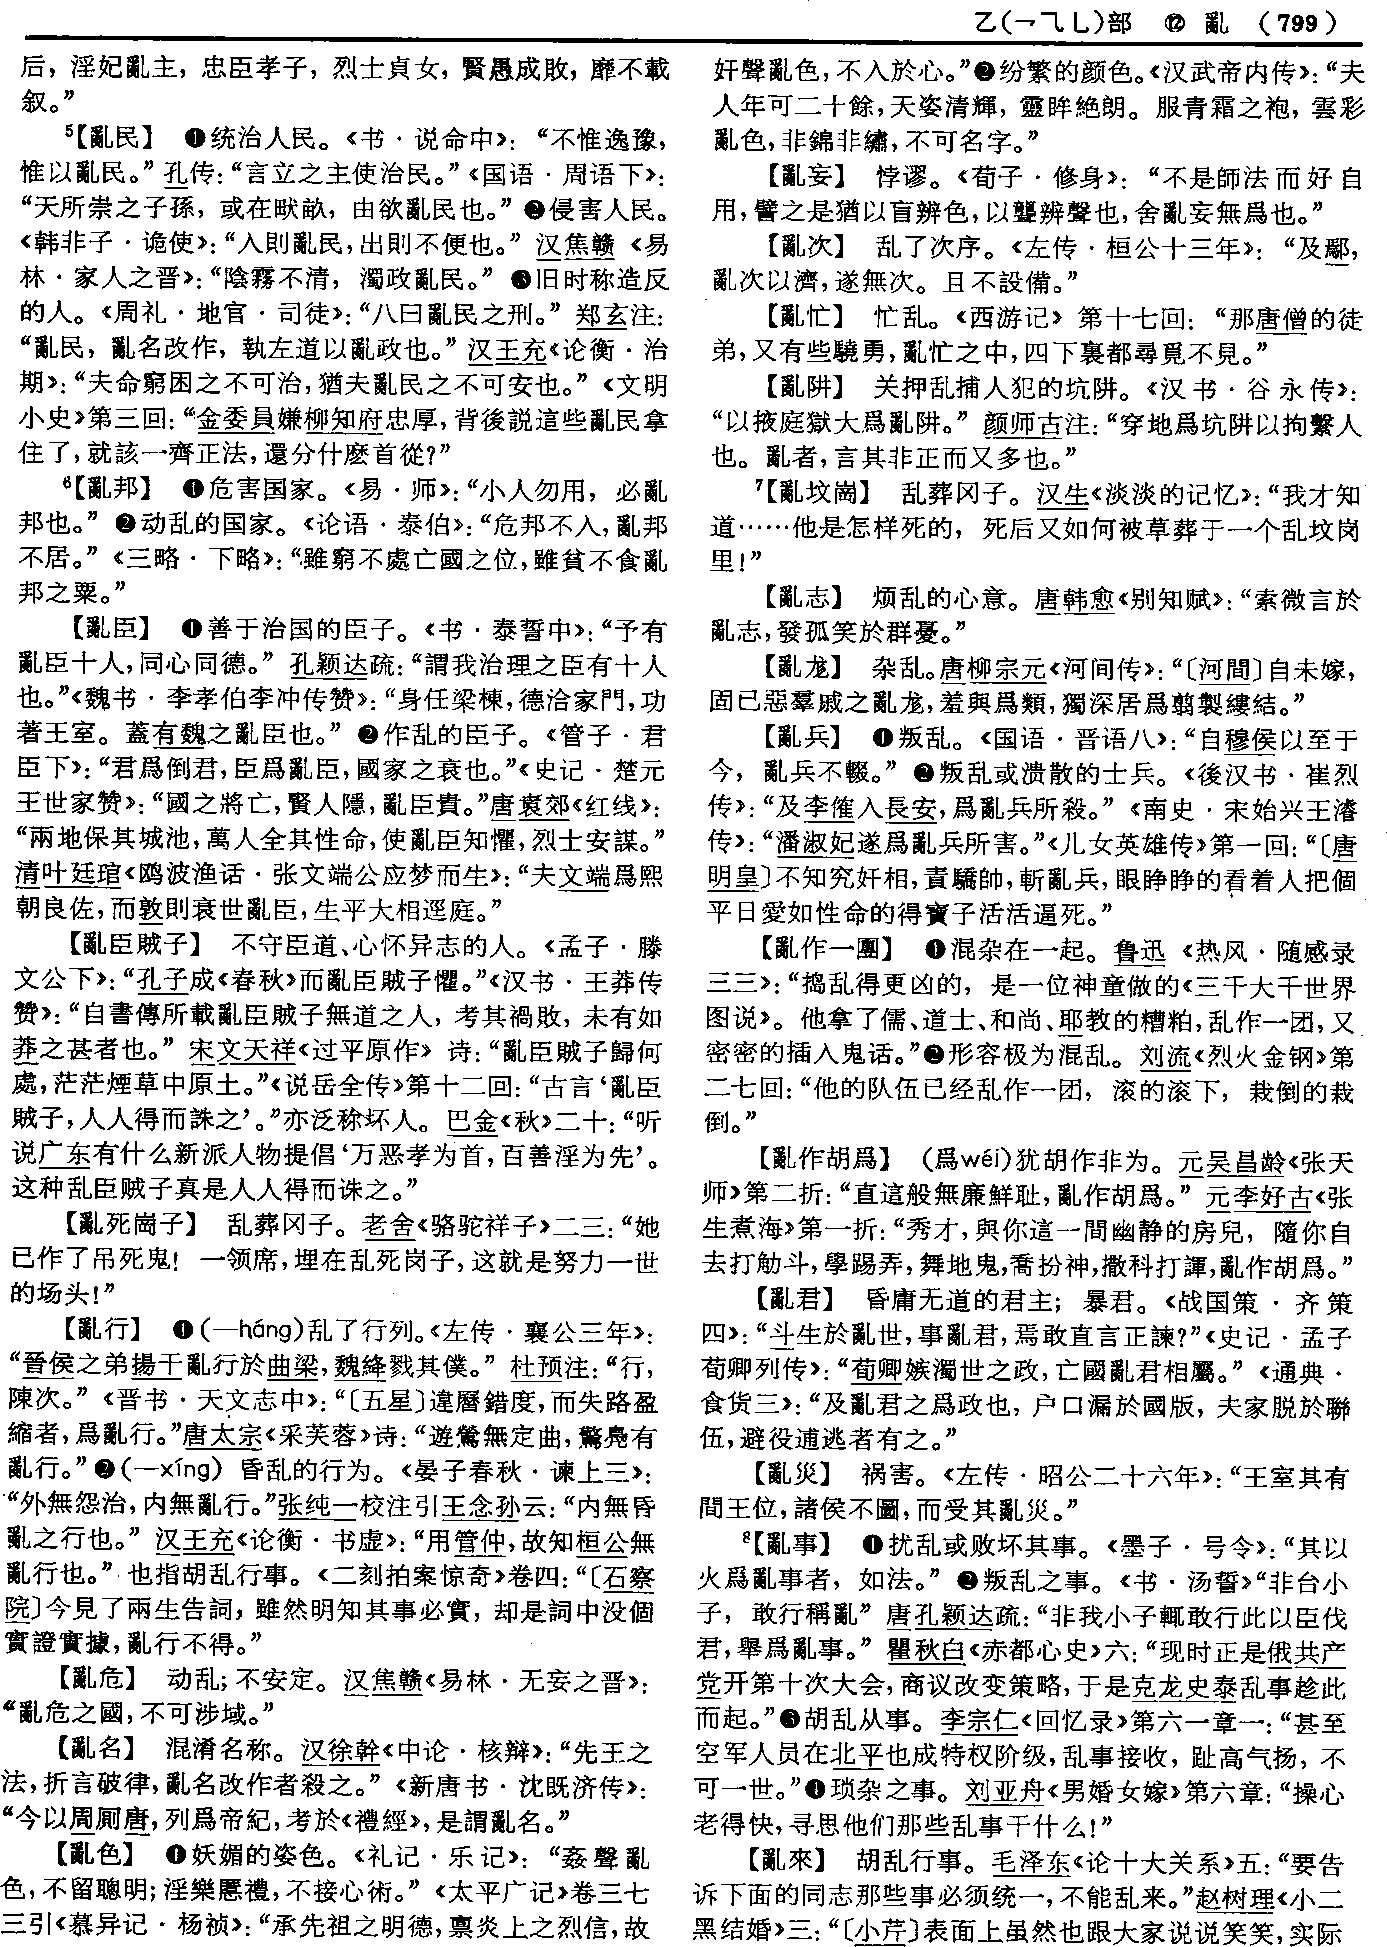 乙(乛⺄乚)部 ⑫ 亂 (799)
后，淫妃亂主，忠臣孝子，烈士貞女，賢愚成敗，靡不載
叙。”
⁵【亂民】 ❶统治人民。《书·说命中》：“不惟逸豫，
惟以亂民。”孔传：“言立之主使治民。”《国语·周语下》：
“天所崇之子孫，或在畎畝，由欲亂民也。”❷侵害人民。
《韩非子·诡使》：“入則亂民，出則不便也。”汉焦赣《易
林·家人之晋》：“陰霧不清，濁政亂民。”❸旧时称造反
的人。《周礼·地官·司徒》：“八曰亂民之刑。”郑玄注：
“亂民，亂名改作，執左道以亂政也。”汉王充《论衡·治
期》：“夫命窮困之不可治，猶夫亂民之不可安也。”《文明
小史》第三回：“金委員嫌柳知府忠厚，背後説這些亂民拿
住了，就該一齊正法，還分什麽首從？”
⁶【亂邦】 ❶危害国家。《易·师》：“小人勿用，必亂
邦也。”❷动乱的国家。《论语·泰伯》：“危邦不入，亂邦
不居。”《三略·下略》：“雖窮不處亡國之位，雖貧不食亂
邦之粟。”
【亂臣】 ❶善于治国的臣子。《书·泰誓中》：“予有
亂臣十人，同心同德。”孔颖达疏：“謂我治理之臣有十人
也。”《魏书·李孝伯李冲传赞》：“身任梁棟，德洽家門，功
著王室。蓋有魏之亂臣也。”❷作乱的臣子。《管子·君
臣下》：“君爲倒君，臣爲亂臣，國家之衰也。”《史记·楚元
王世家赞》：“國之將亡，賢人隱，亂臣貴。”唐袁郊《红线》：
“兩地保其城池，萬人全其性命，使亂臣知懼，烈士安謀。”
清叶廷琯《鸥波渔话·张文端公应梦而生》：“夫文端爲熙
朝良佐，而敦則衰世亂臣，生平大相逕庭。”
【亂臣賊子】 不守臣道、心怀异志的人。《孟子·滕
文公下》：“孔子成《春秋》而亂臣賊子懼。”《汉书·王莽传
赞》：“自書傳所載亂臣賊子無道之人，考其禍敗，未有如
莽之甚者也。”宋文天祥《过平原作》诗：“亂臣賊子歸何
處，茫茫煙草中原土。”《说岳全传》第十二回：“古言‘亂臣
賊子，人人得而誅之’。”亦泛称坏人。巴金《秋》二十：“听
说广东有什么新派人物提倡‘万恶孝为首，百善淫为先’。
这种乱臣贼子真是人人得而诛之。”
【亂死崗子】 乱葬冈子。老舍《骆驼祥子》二三：“她
已作了吊死鬼！一领席，埋在乱死岗子，这就是努力一世
的场头！”
【亂行】 ❶(—háng)乱了行列。《左传·襄公三年》：
“晉侯之弟揚干亂行於曲梁，魏絳戮其僕。”杜预注：“行，
陳次。”《晋书·天文志中》：“〔五星〕違曆錯度，而失路盈
縮者，爲亂行。”唐太宗《采芙蓉》诗：“遊鶯無定曲，驚鳧有
亂行。”❷(—xíng)昏乱的行为。《晏子春秋·谏上三》：
“外無怨治，内無亂行。”张纯一校注引王念孙云：“内無昏
亂之行也。”汉王充《论衡·书虚》：“用管仲，故知桓公無
亂行也。”也指胡乱行事。《二刻拍案惊奇》卷四：“〔石察
院〕今見了兩生告詞，雖然明知其事必實，却是詞中没個
實證實據，亂行不得。”
【亂危】 动乱；不安定。汉焦赣《易林·无妄之晋》：
“亂危之國，不可涉域。”
【亂名】 混淆名称。汉徐幹《中论·核辩》：“先王之
法，折言破律，亂名改作者殺之。”《新唐书·沈既济传》：
“今以周厠唐，列爲帝紀，考於《禮經》，是謂亂名。”
【亂色】 ❶妖媚的姿色。《礼记·乐记》：“姦聲亂
色，不留聰明；淫樂慝禮，不接心術。”《太平广记》卷三七
三引《慕异记·杨祯》：“承先祖之明德，禀炎上之烈信，故
奸聲亂色，不入於心。”❷纷繁的颜色。《汉武帝内传》：“夫
人年可二十餘，天姿清輝，靈眸絶朗。服青霜之袍，雲彩
亂色，非錦非繡，不可名字。”
【亂妄】 悖谬。《荀子·修身》：“不是師法而好自
用，譬之是猶以盲辨色，以聾辨聲也，舍亂妄無爲也。”
【亂次】 乱了次序。《左传·桓公十三年》：“及鄢，
亂次以濟，遂無次。且不設備。”
【亂忙】 忙乱。《西游记》第十七回：“那唐僧的徒
弟，又有些驍勇，亂忙之中，四下裏都尋覓不見。”
【亂阱】 关押乱捕人犯的坑阱。《汉书·谷永传》：
“以掖庭獄大爲亂阱。”颜师古注：“穿地爲坑阱以拘繫人
也。亂者，言其非正而又多也。”
⁷【亂坟崗】 乱葬冈子。汉生《淡淡的记忆》：“我才知
道……他是怎样死的，死后又如何被草葬于一个乱坟岗
里！”
【亂志】 烦乱的心意。唐韩愈《别知赋》：“索微言於
亂志，發孤笑於群憂。”
【亂尨】 杂乱。唐柳宗元《河间传》：“〔河間〕自未嫁，
固已惡羣戚之亂尨，羞與爲類，獨深居爲翦製縷結。”
【亂兵】 ❶叛乱。《国语·晋语八》：“自穆侯以至于
今，亂兵不輟。”❷叛乱或溃散的士兵。《後汉书·崔烈
传》：“及李傕入長安，爲亂兵所殺。”《南史·宋始兴王濬
传》：“潘淑妃遂爲亂兵所害。”《儿女英雄传》第一回：“〔唐
明皇〕不知究奸相，責驕帥，斬亂兵，眼睁睁的看着人把個
平日愛如性命的得寶子活活逼死。”
【亂作一團】 ❶混杂在一起。鲁迅《热风·随感录
三三》：“捣乱得更凶的，是一位神童做的《三千大千世界
图说》。他拿了儒、道士、和尚、耶教的糟粕，乱作一团，又
密密的插入鬼话。”❷形容极为混乱。刘流《烈火金钢》第
二七回：“他的队伍已经乱作一团，滚的滚下，栽倒的栽
倒。”
【亂作胡爲】 (爲wéi)犹胡作非为。元吴昌龄《张天
师》第二折：“直這般無廉鮮耻，亂作胡爲。”元李好古《张
生煮海》第一折：“秀才，與你這一間幽静的房兒，隨你自
去打觔斗，學踢弄，舞地鬼，喬扮神，撒科打諢，亂作胡爲。”
【亂君】 昏庸无道的君主；暴君。《战国策·齐策
四》：“斗生於亂世，事亂君，焉敢直言正諫？”《史记·孟子
荀卿列传》：“荀卿嫉濁世之政，亡國亂君相屬。”《通典·
食货三》：“及亂君之爲政也，户口漏於國版，夫家脱於聯
伍，避役逋逃者有之。”
【亂災】 祸害。《左传·昭公二十六年》：“王室其有
間王位，諸侯不圖，而受其亂災。”
⁸【亂事】 ❶扰乱或败坏其事。《墨子·号令》：“其以
火爲亂事者，如法。”❷叛乱之事。《书·汤誓》“非台小
子，敢行稱亂”唐孔颖达疏：“非我小子輒敢行此以臣伐
君，舉爲亂事。”瞿秋白《赤都心史》六：“现时正是俄共产
党开第十次大会，商议改变策略，于是克龙史泰乱事趁此
而起。”❸胡乱从事。李宗仁《回忆录》第六一章一：“甚至
空军人员在北平也成特权阶级，乱事接收，趾高气扬，不
可一世。”❹琐杂之事。刘亚舟《男婚女嫁》第六章：“操心
老得快，寻思他们那些乱事干什么！”
【亂來】 胡乱行事。毛泽东《论十大关系》五：“要告
诉下面的同志那些事必须统一，不能乱来。”赵树理《小二
黑结婚》三：“〔小芹〕表面上虽然也跟大家说说笑笑，实际